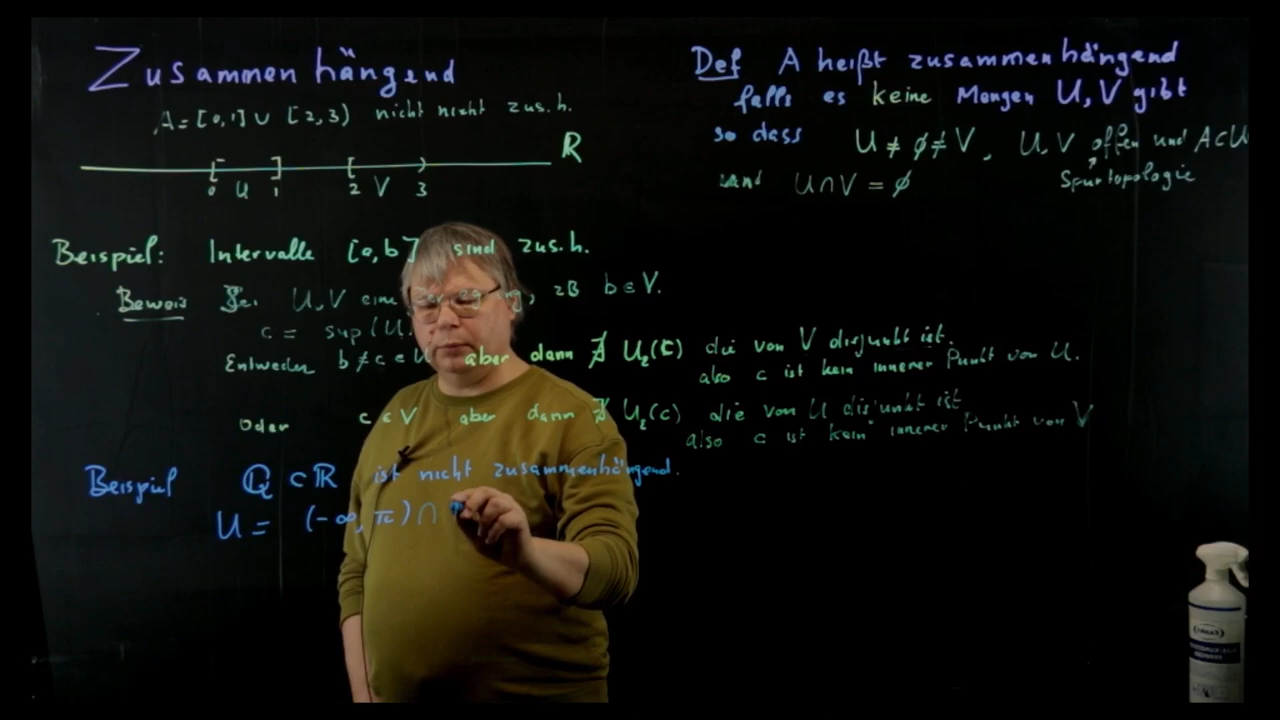 Zusammenhängend
A = [0,1] ∪ [2,3) nicht nicht zus.h.
ℝ
0 U 1 2 V 3
Def A heißt zusammenhängend
falls es keine Mengen U, V gibt
so dass U ≠ ∅ ≠ V, U, V offen und A ⊂ U
Spurtopologie
und U ∩ V = ∅
Beispiel: Intervalle [a,b] sind zus.h.
Beweis Sei U, V eine zB b ∈ V.
c = sup(U
Entweder b ≠ c ∈ U aber dann ∄ U_ε(c) die von V disjunkt ist.
also c ist kein innerer Punkt von U.
Oder c ∈ V aber dann ∄ U_ε(c) die von U disjunkt ist
also c ist kein innerer Punkt von V
Beispiel ℚ ⊂ ℝ ist nicht zusammenhängend.
U = (-∞, π) ∩